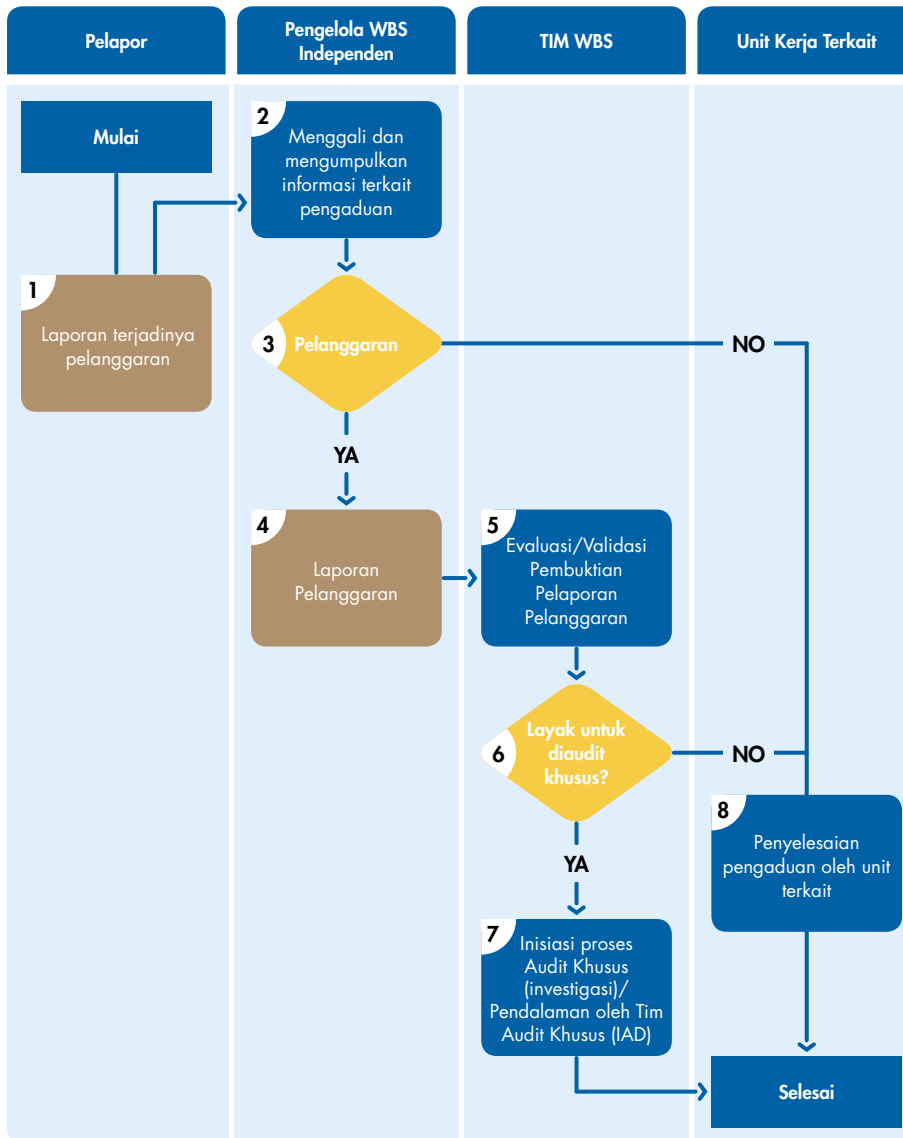 Pelapor
Pengelola WBS
Independen
TIM WBS
Unit Kerja Terkait
Mulai
2
Menggali dan
mengumpulkan
informasi terkait
pengaduan
1
Laporan terjadinya
pelanggaran
3
Pelanggaran
NO
YA
4
Laporan
Pelanggaran
5
Evaluasi/Validasi
Pembuktian
Pelaporan
Pelanggaran
6
Layak untuk
diaudit
khusus?
NO
YA
8
Penyelesaian
pengaduan oleh unit
terkait
7
Inisiasi proses
Audit Khusus
(investigasi)/
Pendalaman oleh Tim
Audit Khusus (IAD)
Selesai